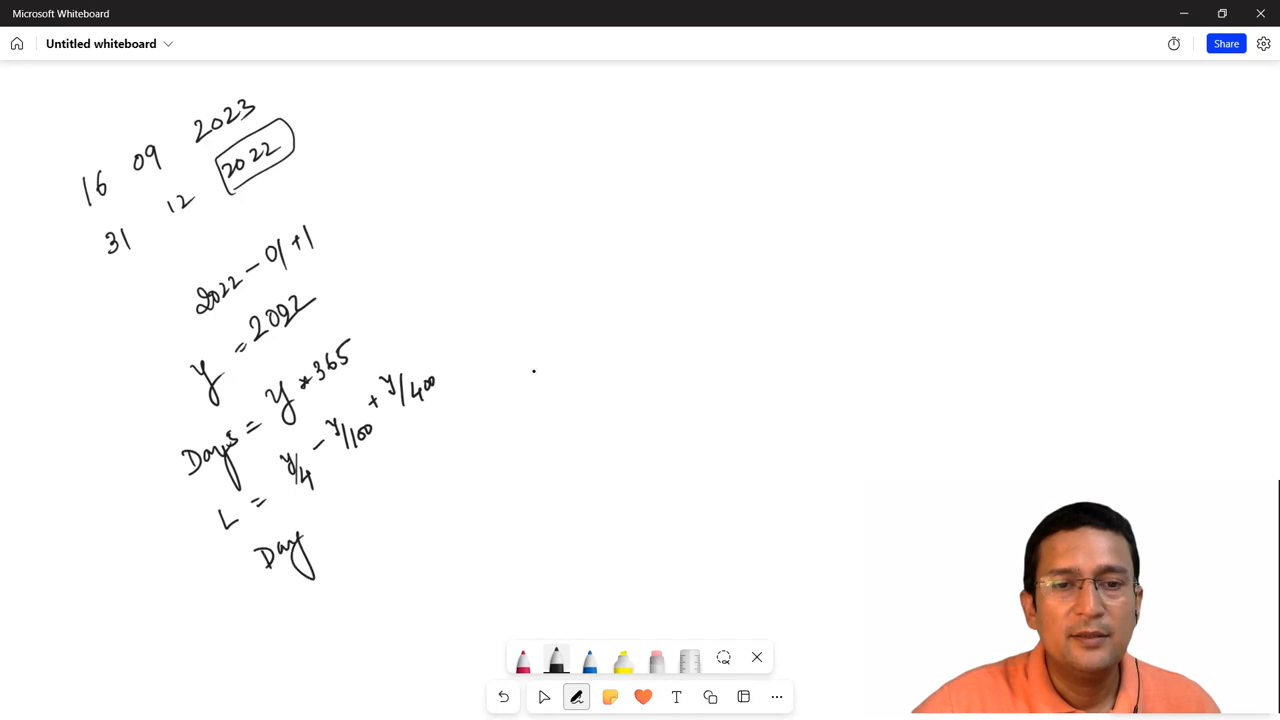 Microsoft Whiteboard
Untitled whiteboard
Share
16 09 2023
31 12 2022
2022 - 01 + 1
y = 2022
Days = y * 365
L = y/4 - y/100 + y/400
Day